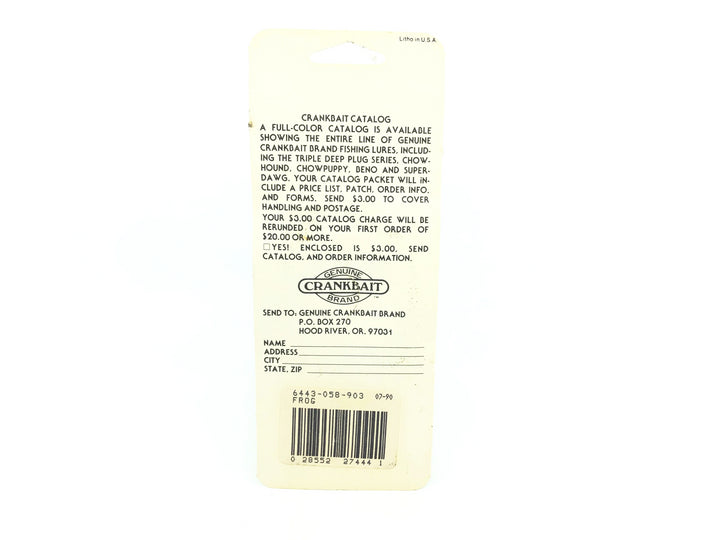 Litho in U.S.A.
CRANKBAIT CATALOG
A FULL-COLOR CATALOG IS AVAILABLE
SHOWING THE ENTIRE LINE OF GENUINE
CRANKBAIT BRAND FISHING LURES, INCLUD-
ING THE TRIPLE DEEP PLUG SERIES, CHOW-
HOUND, CHOWPUPPY, BENO AND SUPER-
DAWG. YOUR CATALOG PACKET WILL IN-
CLUDE A PRICE LIST, PATCH, ORDER INFO,
AND FORMS. SEND $3.00 TO COVER
HANDLING AND POSTAGE.
YOUR $3.00 CATALOG CHARGE WILL BE
RERUNDED ON YOUR FIRST ORDER OF
$20.00 OR MORE.
☐YES! ENCLOSED IS $3.00, SEND
CATALOG, AND ORDER INFORMATION.
GENUINE
CRANKBAIT
BRAND ™
SEND TO: GENUINE CRANKBAIT BRAND
P.O. BOX 270
HOOD RIVER, OR. 97031
NAME
ADDRESS
CITY
STATE, ZIP
6443-058-903 07-90
FROG
0 28552 27444 1